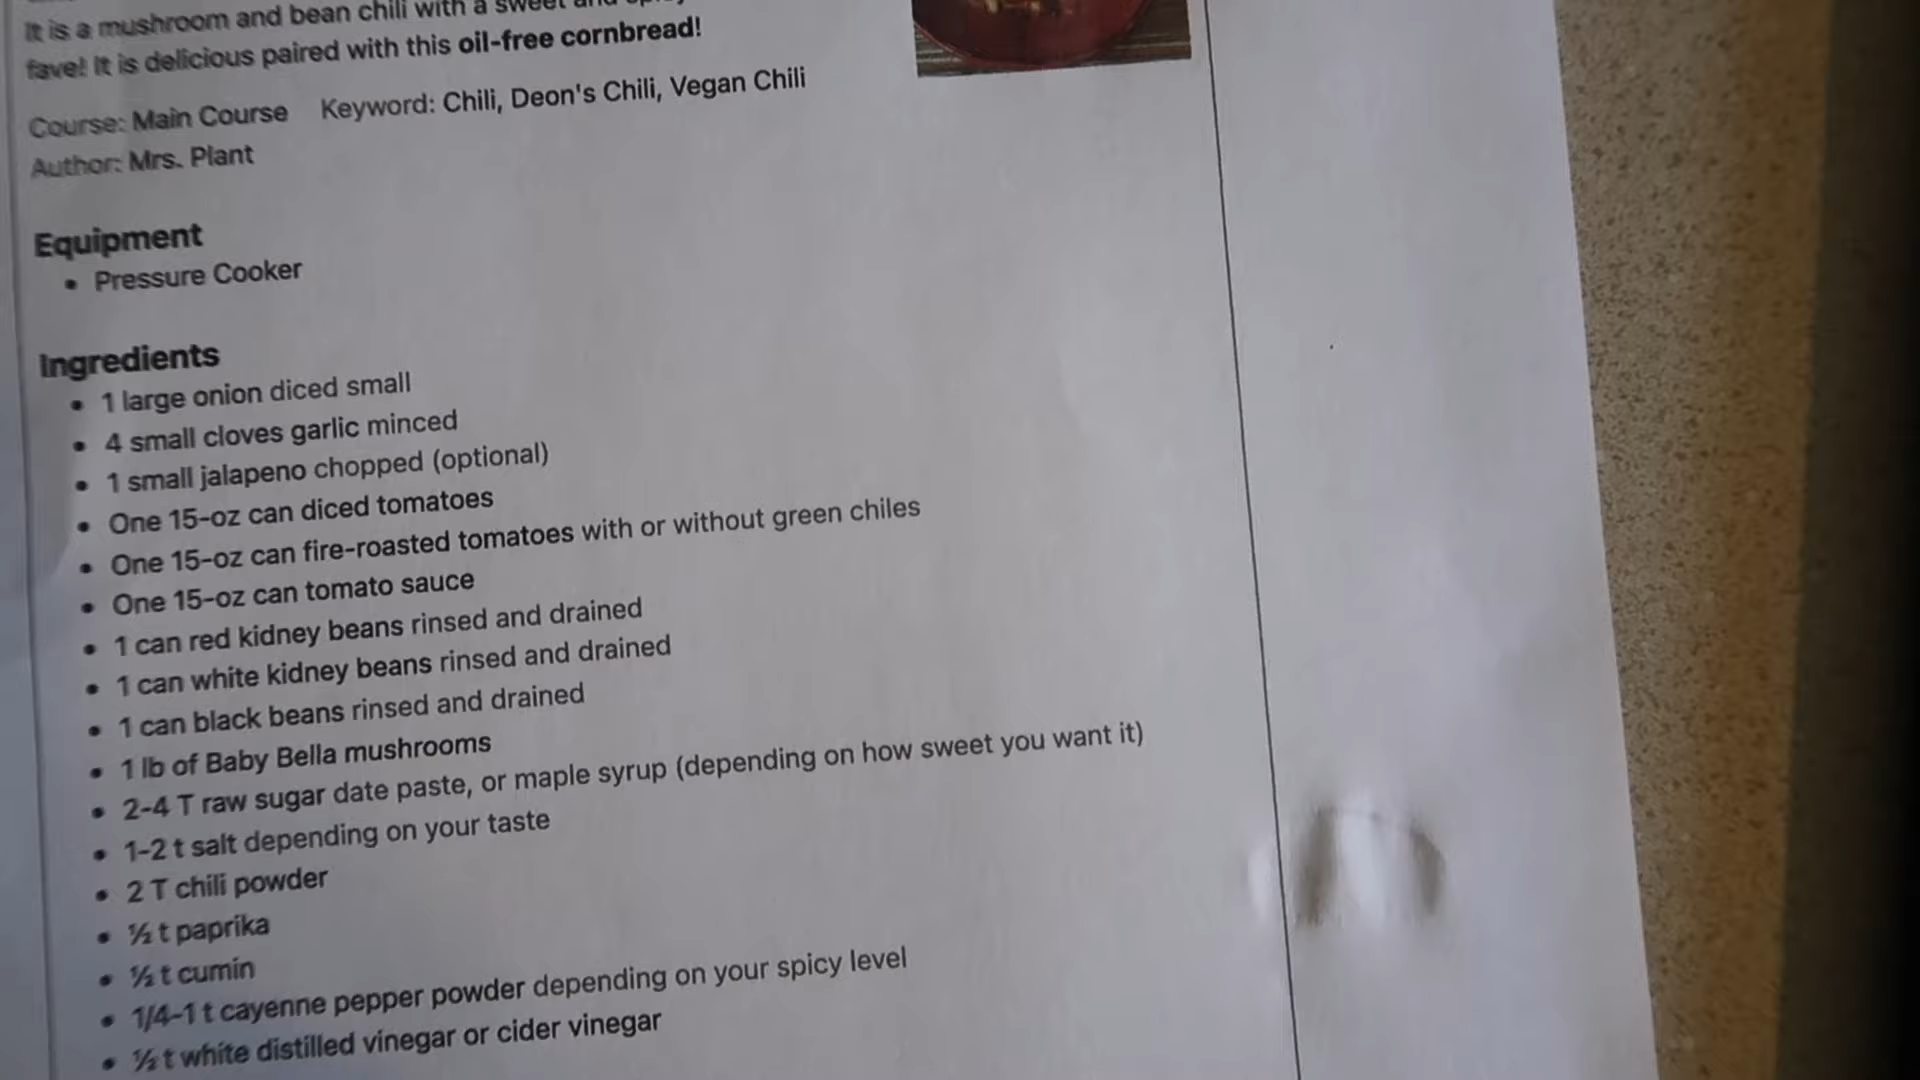 It is a mushroom and bean chili with a sweet and
fave! It is delicious paired with this oil-free cornbread!
Course: Main Course Keyword: Chili, Deon's Chili, Vegan Chili
Author: Mrs. Plant
Equipment
• Pressure Cooker
Ingredients
• 1 large onion diced small
• 4 small cloves garlic minced
• 1 small jalapeno chopped (optional)
• One 15-oz can diced tomatoes
• One 15-oz can fire-roasted tomatoes with or without green chiles
• One 15-oz can tomato sauce
• 1 can red kidney beans rinsed and drained
• 1 can white kidney beans rinsed and drained
• 1 can black beans rinsed and drained
• 1 lb of Baby Bella mushrooms
• 2-4 T raw sugar date paste, or maple syrup (depending on how sweet you want it)
• 1-2 t salt depending on your taste
• 2 T chili powder
• ½ t paprika
• ½ t cumin
• 1/4-1 t cayenne pepper powder depending on your spicy level
• ½ t white distilled vinegar or cider vinegar